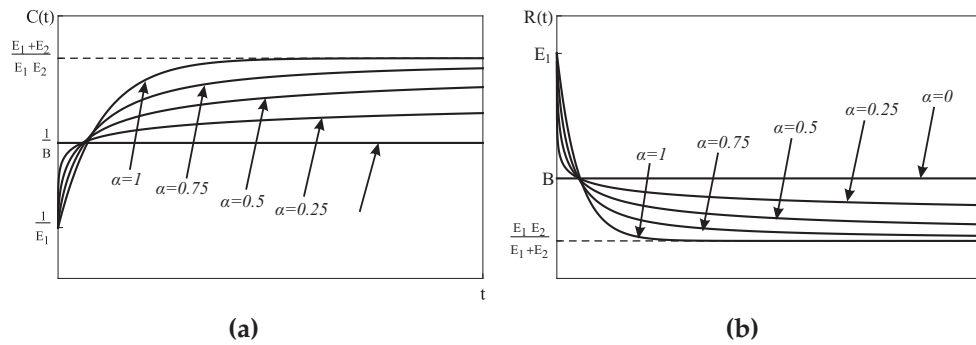 C(t)
E₁+E₂
E₁ E₂
1
B
1
E₁
α=1
α=0.75
α=0.5
α=0.25
t
(a)
R(t)
E₁
B
E₁ E₂
E₁+E₂
α=1
α=0.75
α=0.5
α=0.25
α=0
(b)